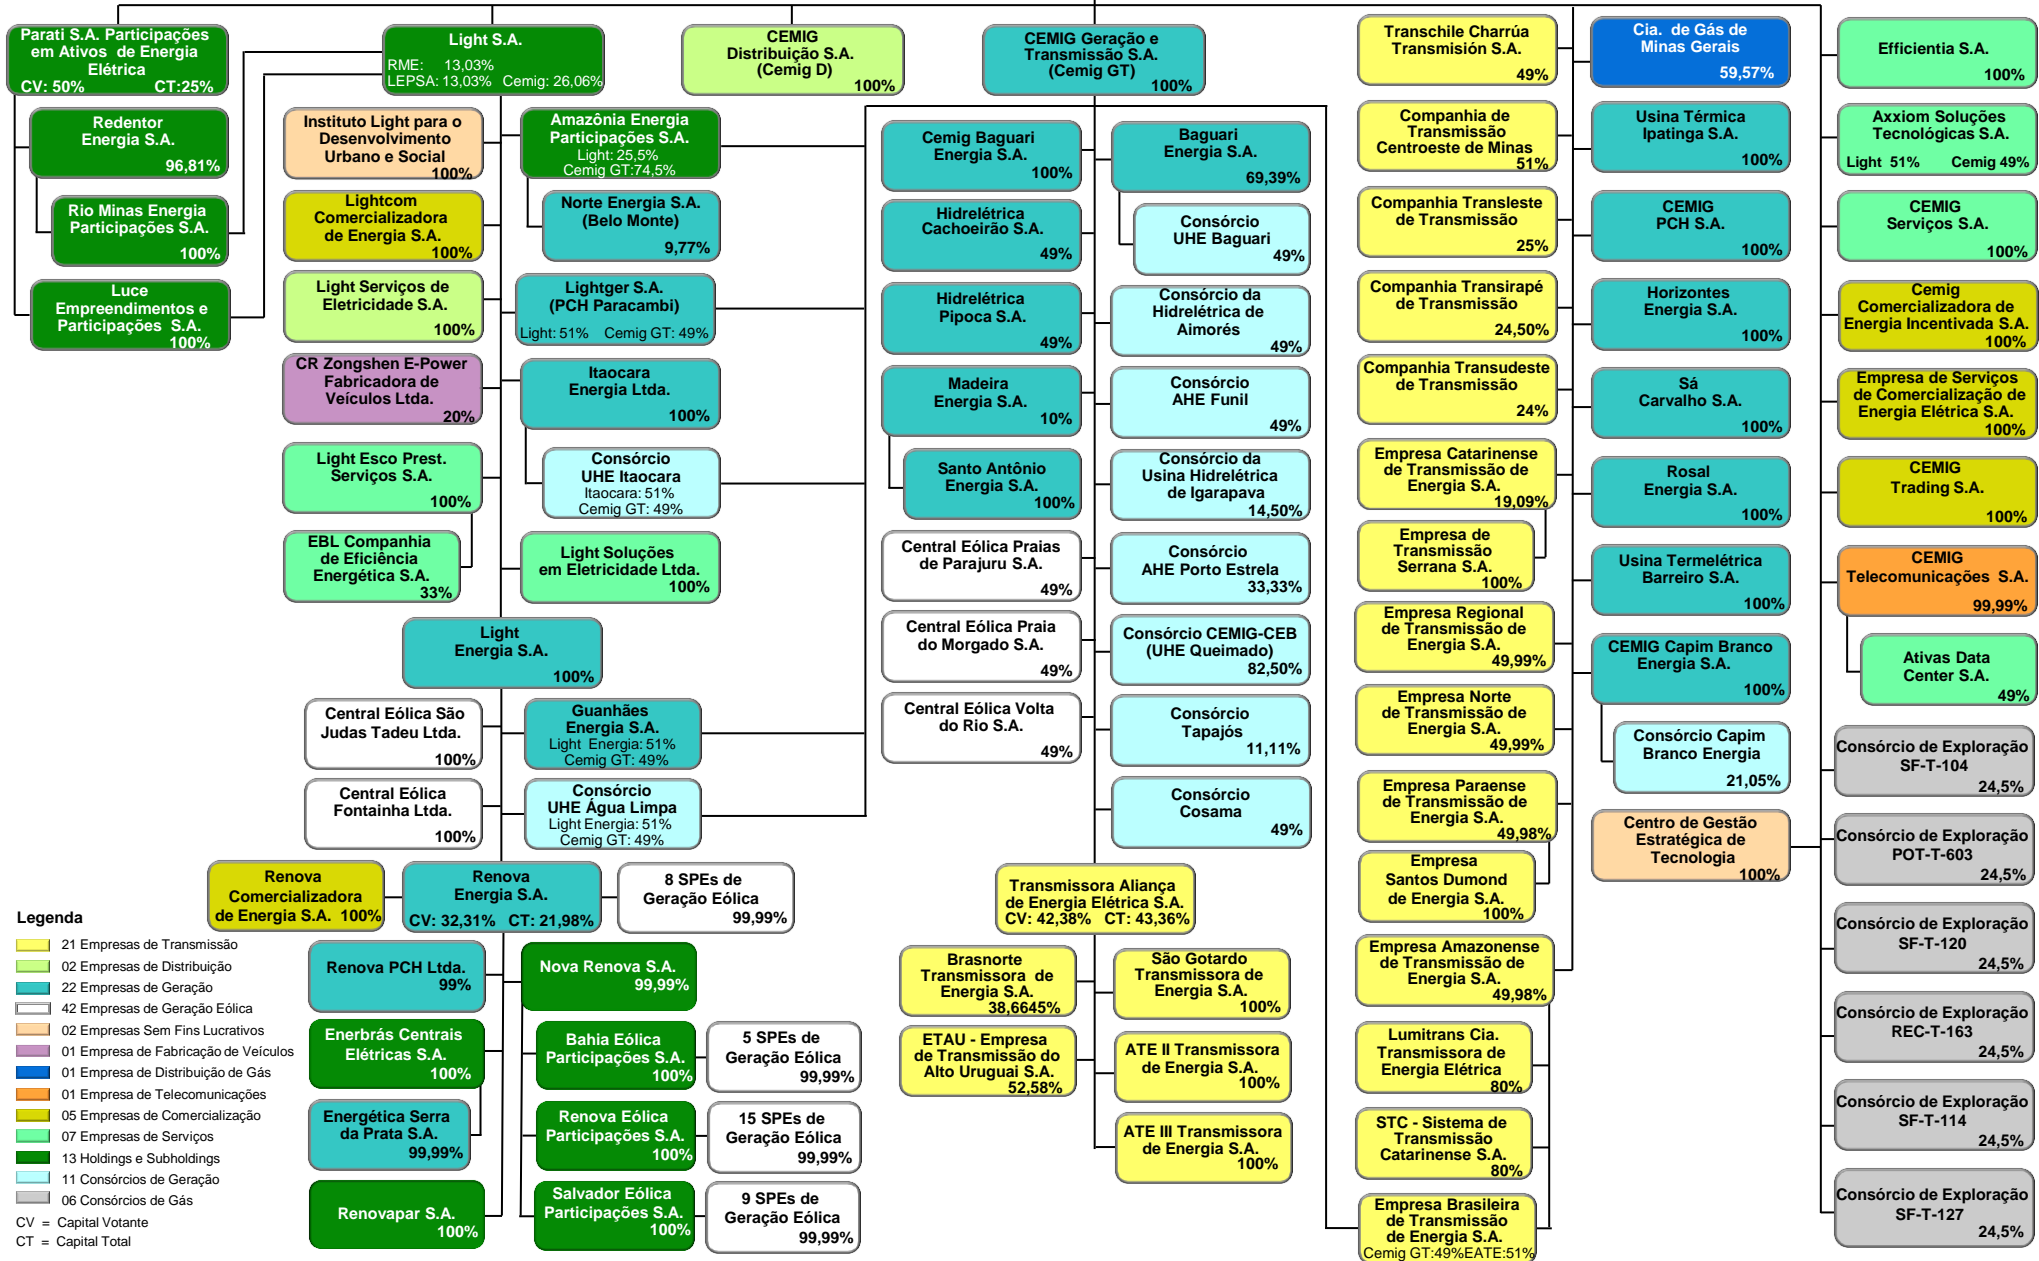 Parati S.A. Participações
em Ativos de Energia
Elétrica
CV: 50% CT:25%
Redentor
Energia S.A.
96,81%
Rio Minas Energia
Participações S.A.
100%
Luce
Empreendimentos e
Participações S.A.
100%
Light S.A.
RME: 13,03%
LEPSA: 13,03% Cemig: 26,06%
Instituto Light para o
Desenvolvimento
Urbano e Social
100%
Lightcom
Comercializadora
de Energia S.A.
100%
Light Serviços de
Eletricidade S.A.
100%
CR Zongshen E-Power
Fabricadora de
Veículos Ltda.
20%
Light Esco Prest.
Serviços S.A.
100%
EBL Companhia
de Eficiência
Energética S.A.
33%
Amazônia Energia
Participações S.A.
Light: 25,5%
Cemig GT:74,5%
Norte Energia S.A.
(Belo Monte)
9,77%
Lightger S.A.
(PCH Paracambi)
Light: 51% Cemig GT: 49%
Itaocara
Energia Ltda.
100%
Consórcio
UHE Itaocara
Itaocara: 51%
Cemig GT: 49%
Light Soluções
em Eletricidade Ltda.
100%
Light
Energia S.A.
100%
Central Eólica São
Judas Tadeu Ltda.
100%
Guanhães
Energia S.A.
Light Energia: 51%
Cemig GT: 49%
Central Eólica
Fontainha Ltda.
100%
Consórcio
UHE Água Limpa
Light Energia: 51%
Cemig GT: 49%
Renova
Comercializadora
de Energia S.A. 100%
Renova
Energia S.A.
CV: 32,31% CT: 21,98%
8 SPEs de
Geração Eólica
99,99%
Renova PCH Ltda.
99%
Nova Renova S.A.
99,99%
Enerbrás Centrais
Elétricas S.A.
100%
Energética Serra
da Prata S.A.
99,99%
Renovapar S.A.
100%
Bahia Eólica
Participações S.A.
100%
5 SPEs de
Geração Eólica
99,99%
Renova Eólica
Participações S.A.
100%
15 SPEs de
Geração Eólica
99,99%
Salvador Eólica
Participações S.A.
100%
9 SPEs de
Geração Eólica
99,99%
CEMIG
Distribuição S.A.
(Cemig D)
100%
CEMIG Geração e
Transmissão S.A.
(Cemig GT)
100%
Cemig Baguari
Energia S.A.
100%
Hidrelétrica
Cachoeirão S.A.
49%
Hidrelétrica
Pipoca S.A.
49%
Madeira
Energia S.A.
10%
Santo Antônio
Energia S.A.
100%
Central Eólica Praias
de Parajuru S.A.
49%
Central Eólica Praia
do Morgado S.A.
49%
Central Eólica Volta
do Rio S.A.
49%
Baguari
Energia S.A.
69,39%
Consórcio
UHE Baguari
49%
Consórcio da
Hidrelétrica de
Aimorés
49%
Consórcio
AHE Funil
49%
Consórcio da
Usina Hidrelétrica
de Igarapava
14,50%
Consórcio
AHE Porto Estrela
33,33%
Consórcio CEMIG-CEB
(UHE Queimado)
82,50%
Consórcio
Tapajós
11,11%
Consórcio
Cosama
49%
Transmissora Aliança
de Energia Elétrica S.A.
CV: 42,38% CT: 43,36%
Brasnorte
Transmissora de
Energia S.A.
38,6645%
São Gotardo
Transmissora de
Energia S.A.
100%
ETAU - Empresa
de Transmissão do
Alto Uruguai S.A.
52,58%
ATE II Transmissora
de Energia S.A.
100%
ATE III Transmissora
de Energia S.A.
100%
Transchile Charrúa
Transmisión S.A.
49%
Companhia de
Transmissão
Centroeste de Minas
51%
Companhia Transleste
de Transmissão
25%
Companhia Transirapé
de Transmissão
24,50%
Companhia Transudeste
de Transmissão
24%
Empresa Catarinense
de Transmissão de
Energia S.A.
19,09%
Empresa de
Transmissão
Serrana S.A.
100%
Empresa Regional
de Transmissão de
Energia S.A.
49,99%
Empresa Norte
de Transmissão de
Energia S.A.
49,99%
Empresa Paraense
de Transmissão de
Energia S.A.
49,98%
Empresa
Santos Dumond
de Energia S.A.
100%
Empresa Amazonense
de Transmissão de
Energia S.A.
49,98%
Lumitrans Cia.
Transmissora de
Energia Elétrica
80%
STC - Sistema de
Transmissão
Catarinense S.A.
80%
Empresa Brasileira
de Transmissão
de Energia S.A.
Cemig GT:49%EATE:51%
Cia. de Gás de
Minas Gerais
59,57%
Usina Térmica
Ipatinga S.A.
100%
CEMIG
PCH S.A.
100%
Horizontes
Energia S.A.
100%
Sá
Carvalho S.A.
100%
Rosal
Energia S.A.
100%
Usina Termelétrica
Barreiro S.A.
100%
CEMIG Capim Branco
Energia S.A.
100%
Consórcio Capim
Branco Energia
21,05%
Centro de Gestão
Estratégica de
Tecnologia
100%
Efficientia S.A.
100%
Axxiom Soluções
Tecnológicas S.A.
Light 51% Cemig 49%
CEMIG
Serviços S.A.
100%
Cemig
Comercializadora de
Energia Incentivada S.A.
100%
Empresa de Serviços
de Comercialização de
Energia Elétrica S.A.
100%
CEMIG
Trading S.A.
100%
CEMIG
Telecomunicações S.A.
99,99%
Ativas Data
Center S.A.
49%
Consórcio de Exploração
SF-T-104
24,5%
Consórcio de Exploração
POT-T-603
24,5%
Consórcio de Exploração
SF-T-120
24,5%
Consórcio de Exploração
REC-T-163
24,5%
Consórcio de Exploração
SF-T-114
24,5%
Consórcio de Exploração
SF-T-127
24,5%
Legenda
21 Empresas de Transmissão
02 Empresas de Distribuição
22 Empresas de Geração
42 Empresas de Geração Eólica
02 Empresas Sem Fins Lucrativos
01 Empresa de Fabricação de Veículos
01 Empresa de Distribuição de Gás
01 Empresa de Telecomunicações
05 Empresas de Comercialização
07 Empresas de Serviços
13 Holdings e Subholdings
11 Consórcios de Geração
06 Consórcios de Gás
CV = Capital Votante
CT = Capital Total